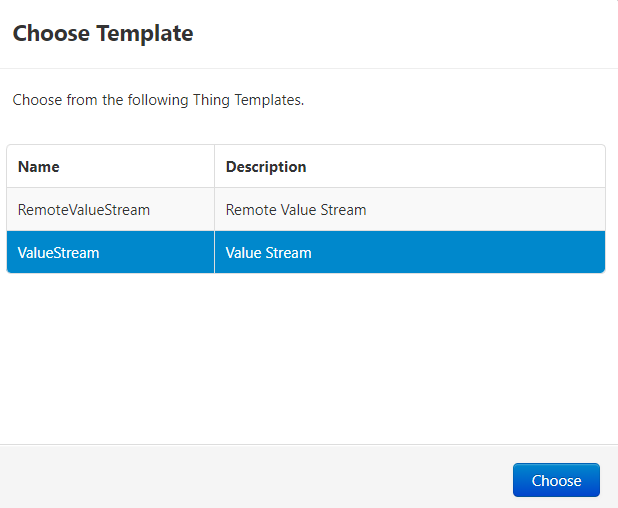 Choose Template
Choose from the following Thing Templates.
Name Description
RemoteValueStream Remote Value Stream
ValueStream Value Stream
Choose